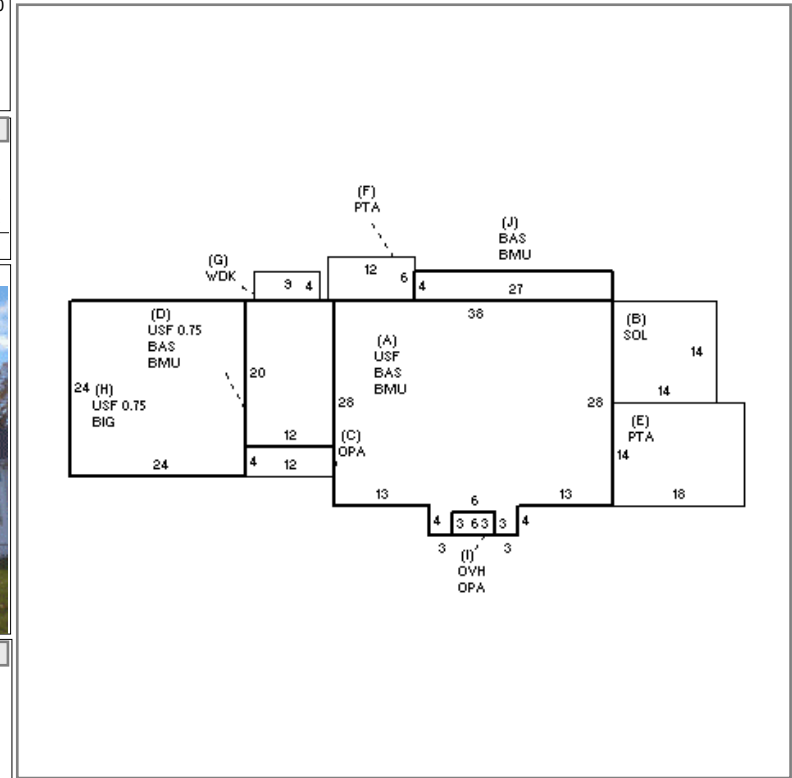 (F)
PTA
(J)
BAS
BMU
(G)
WDK
9 4
12
6
4
27
38
(D)
USF 0.75
BAS
BMU
(A)
USF
BAS
BMU
(B)
SOL
14
14
20
24 (H)
USF 0.75
BIG
28
28
12
(C)
OPA
(E)
PTA
14
24
4 12
13
6
13
18
4 3 6 3 3 4
3
3
(I)
OVH
OPA